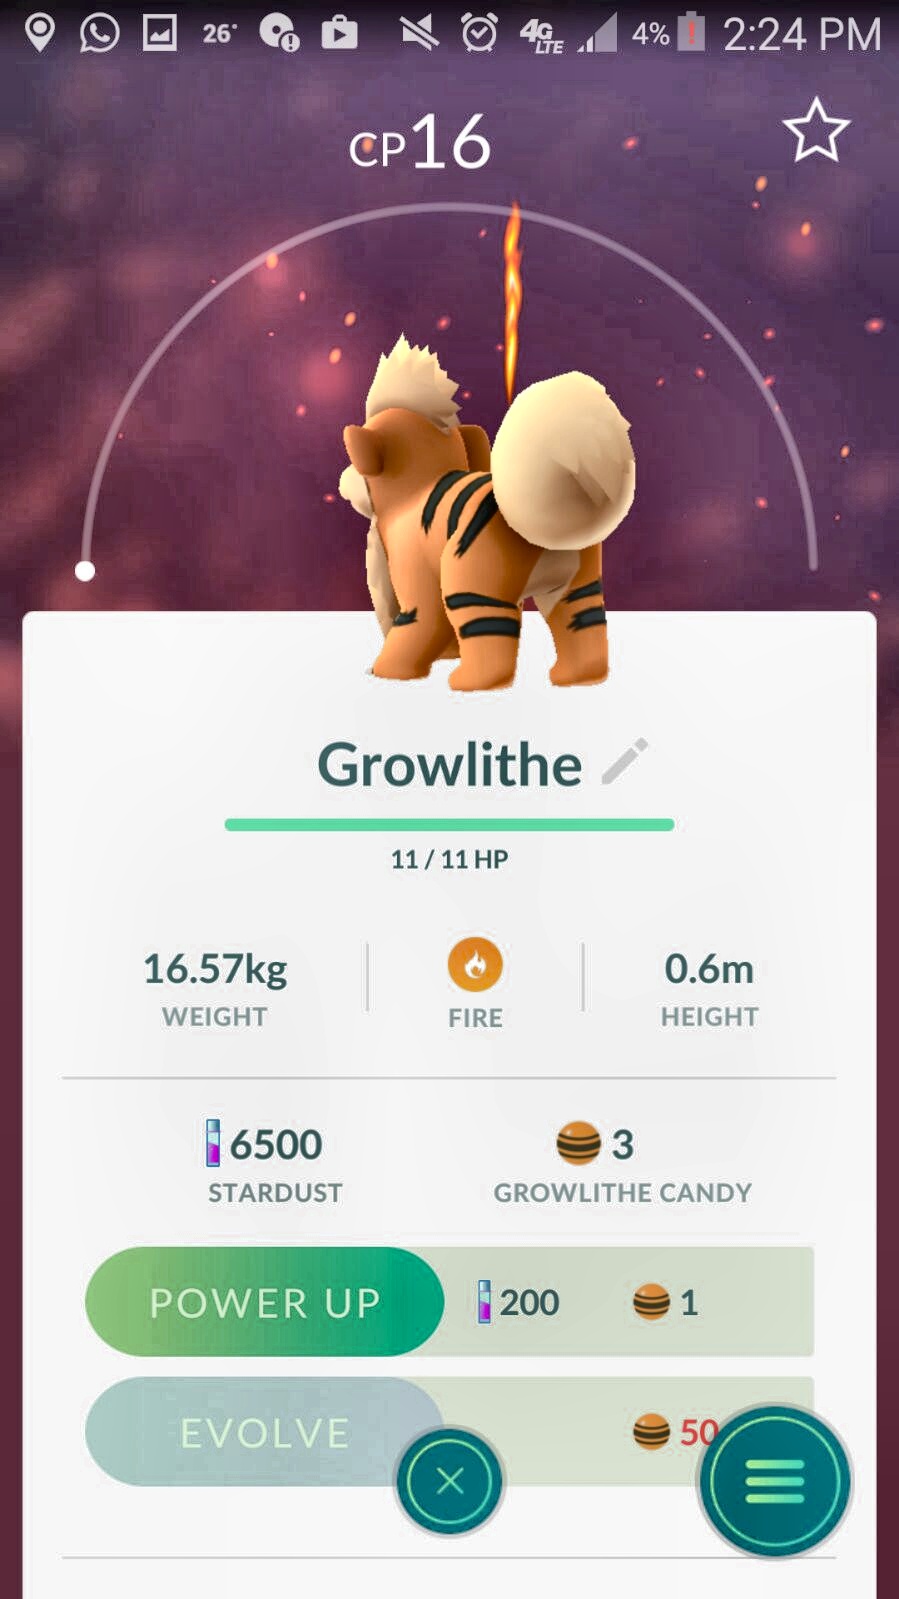 26° 4G LTE 4% 2:24 PM
CP16
Growlithe
11 / 11 HP
16.57kg FIRE 0.6m
WEIGHT HEIGHT
6500 3
STARDUST GROWLITHE CANDY
POWER UP 200 1
EVOLVE 50